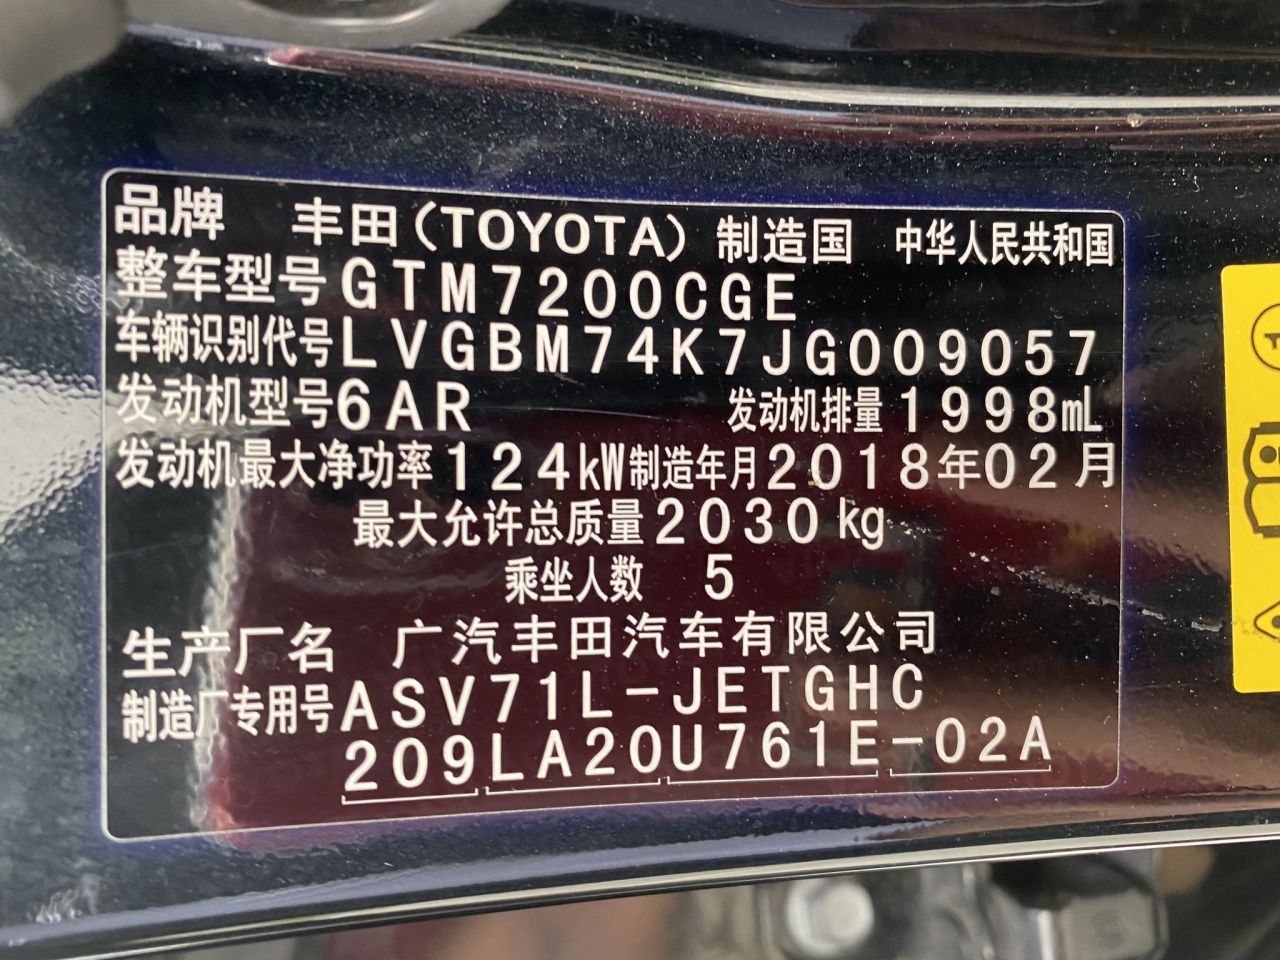 品牌 丰田(TOYOTA) 制造国 中华人民共和国
整车型号GTM7200CGE
车辆识别代号LVGBM74K7JG009057
发动机型号6AR 发动机排量1998mL
发动机最大净功率124kW制造年月2018年02月
最大允许总质量2030kg
乘坐人数 5
生产厂名 广汽丰田汽车有限公司
制造厂专用号ASV71L-JETGHC
209LA20U761E-02A